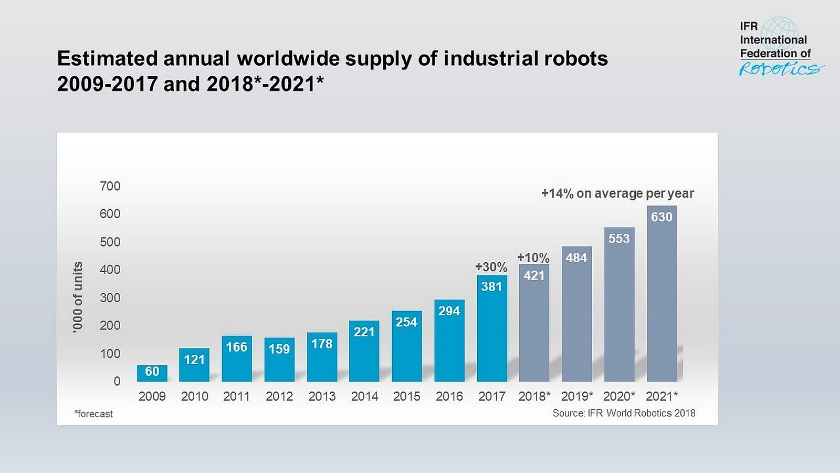 Estimated annual worldwide supply of industrial robots
2009-2017 and 2018*-2021*
IFR
International
Federation of
Robotics
'000 of units
700
600
500
400
300
200
100
0
+14% on average per year
+30%
+10%
60
121
166
159
178
221
254
294
381
421
484
553
630
2009 2010 2011 2012 2013 2014 2015 2016 2017 2018* 2019* 2020* 2021*
*forecast
Source: IFR World Robotics 2018